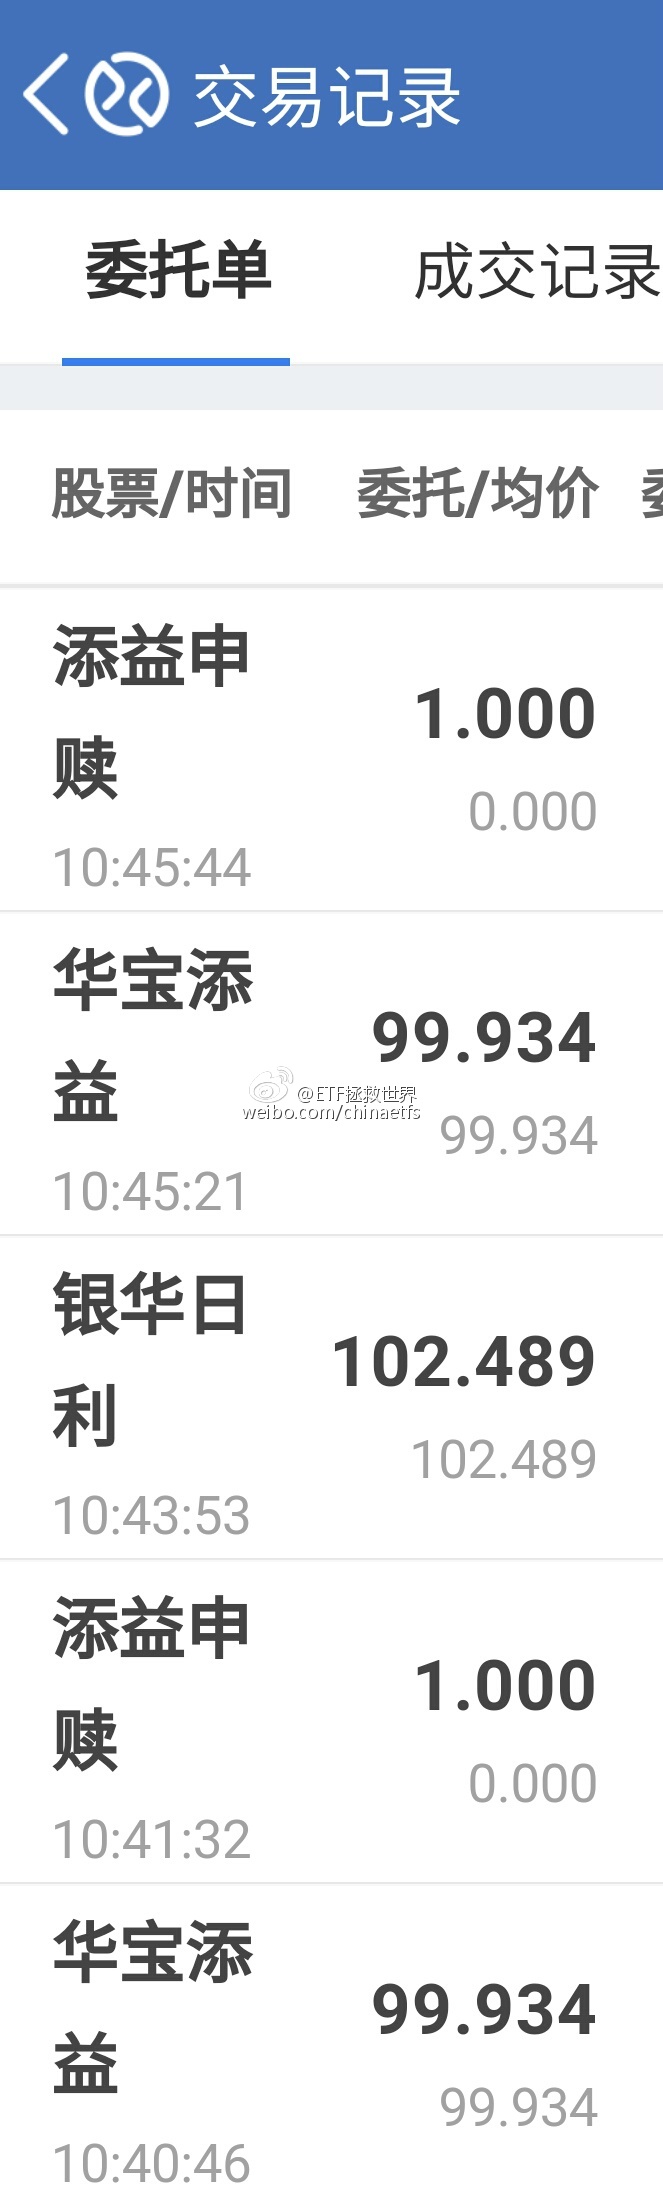 交易记录
委托单 成交记录
股票/时间 委托/均价
添益申
赎
1.000
0.000
10:45:44
华宝添
益
99.934
99.934
10:45:21
@ETF拯救世界
weibo.com/chinaetfs
银华日
利
102.489
102.489
10:43:53
添益申
赎
1.000
0.000
10:41:32
华宝添
益
99.934
99.934
10:40:46